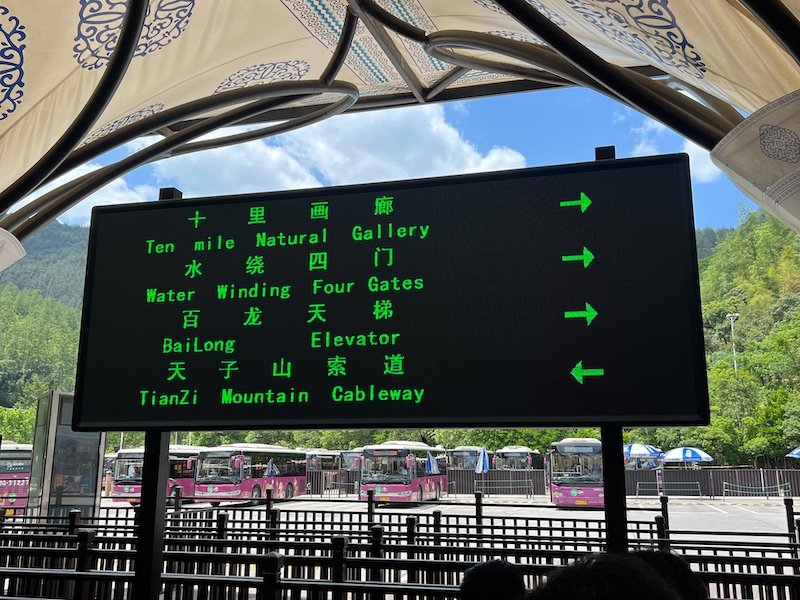 十里画廊 →
Ten mile Natural Gallery
水绕四门 →
Water Winding Four Gates
百龙天梯 →
BaiLong Elevator
天子山索道 ←
TianZi Mountain Cableway